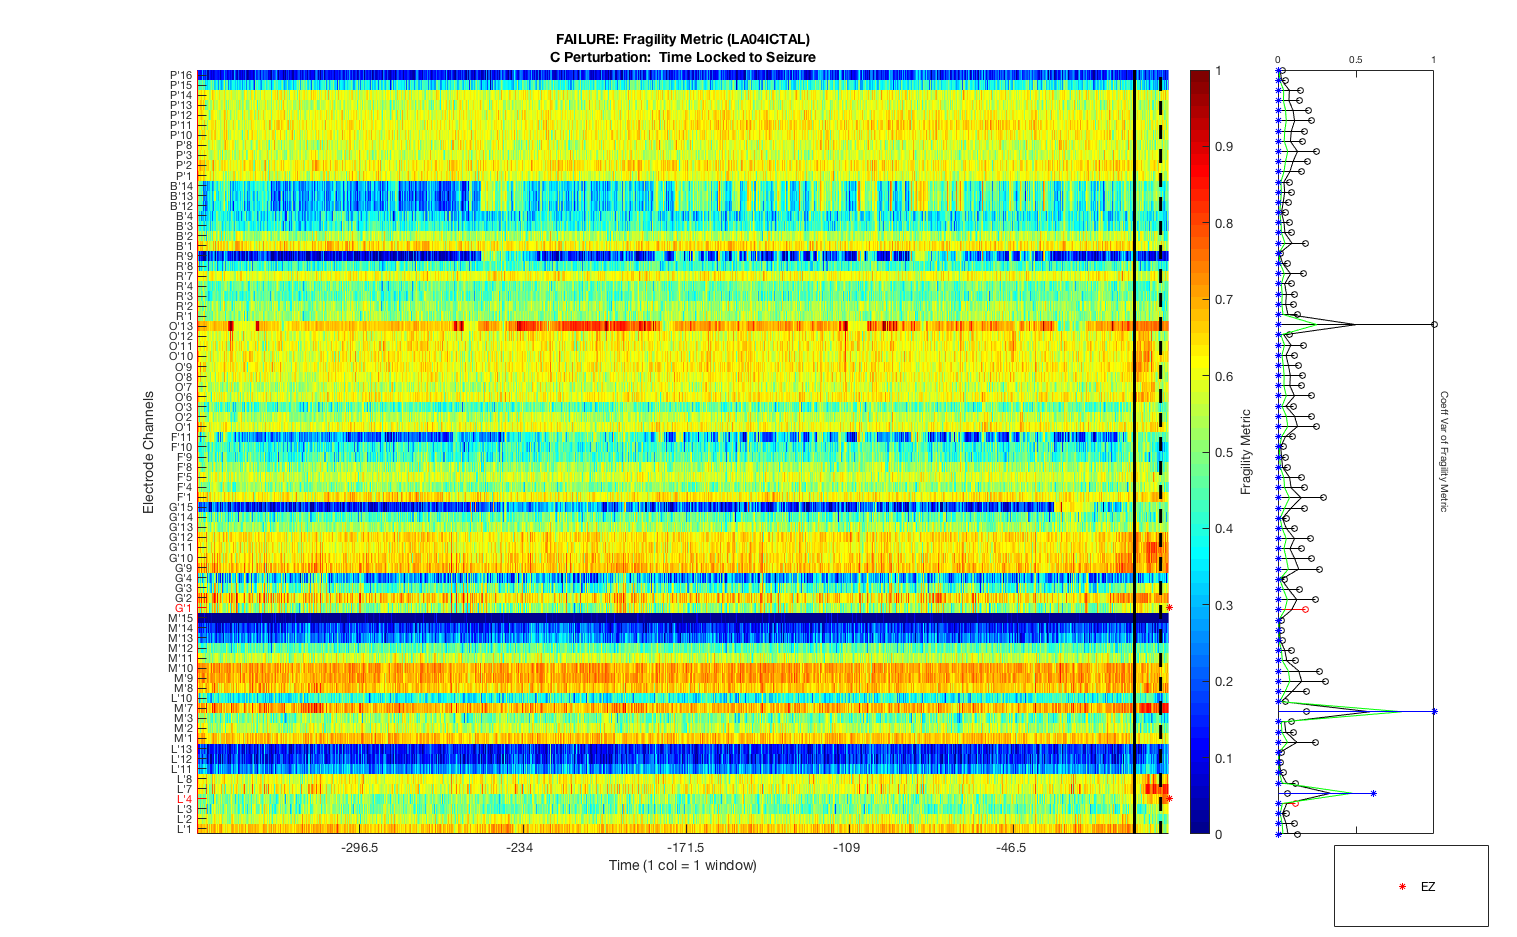 FAILURE: Fragility Metric (LA04ICTAL)
C Perturbation:  Time Locked to Seizure
Electrode Channels
P'16
P'15
P'14
P'13
P'12
P'11
P'10
P'8
P'3
P'2
P'1
B'14
B'13
B'12
B'4
B'3
B'2
B'1
R'9
R'8
R'7
R'4
R'3
R'2
R'1
O'13
O'12
O'11
O'10
O'9
O'8
O'7
O'6
O'3
O'2
O'1
F'11
F'10
F'9
F'8
F'5
F'4
F'1
G'15
G'14
G'13
G'12
G'11
G'10
G'9
G'4
G'3
G'2
G'1
M'15
M'14
M'13
M'12
M'11
M'10
M'9
M'8
L'10
M'7
M'3
M'2
M'1
L'13
L'12
L'11
L'8
L'7
L'4
L'3
L'2
L'1
-296.5
-234
-171.5
-109
-46.5
Time (1 col = 1 window)
1
0.9
0.8
0.7
0.6
0.5
0.4
0.3
0.2
0.1
0
Fragility Metric
0
0.5
1
Coeff Var of Fragility Metric
EZ